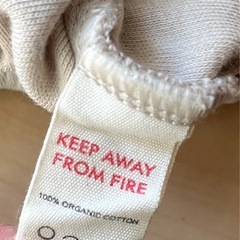 KEEP AWAY
FROM FIRE
100% ORGANIC COTTON